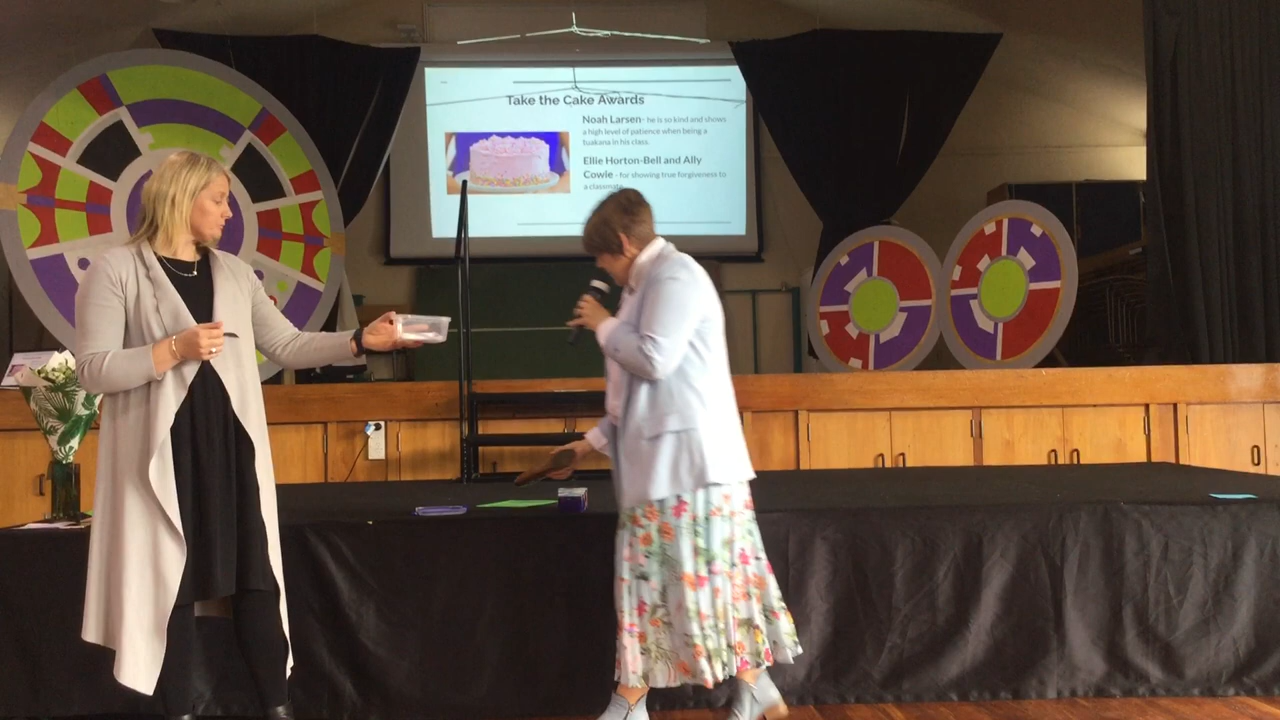 Take the Cake Awards
Noah Larsen- he is so kind and shows
a high level of patience when being a
tuakana in his class.
Ellie Horton-Bell and Ally
Cowie - for showing true forgiveness to
a classmate